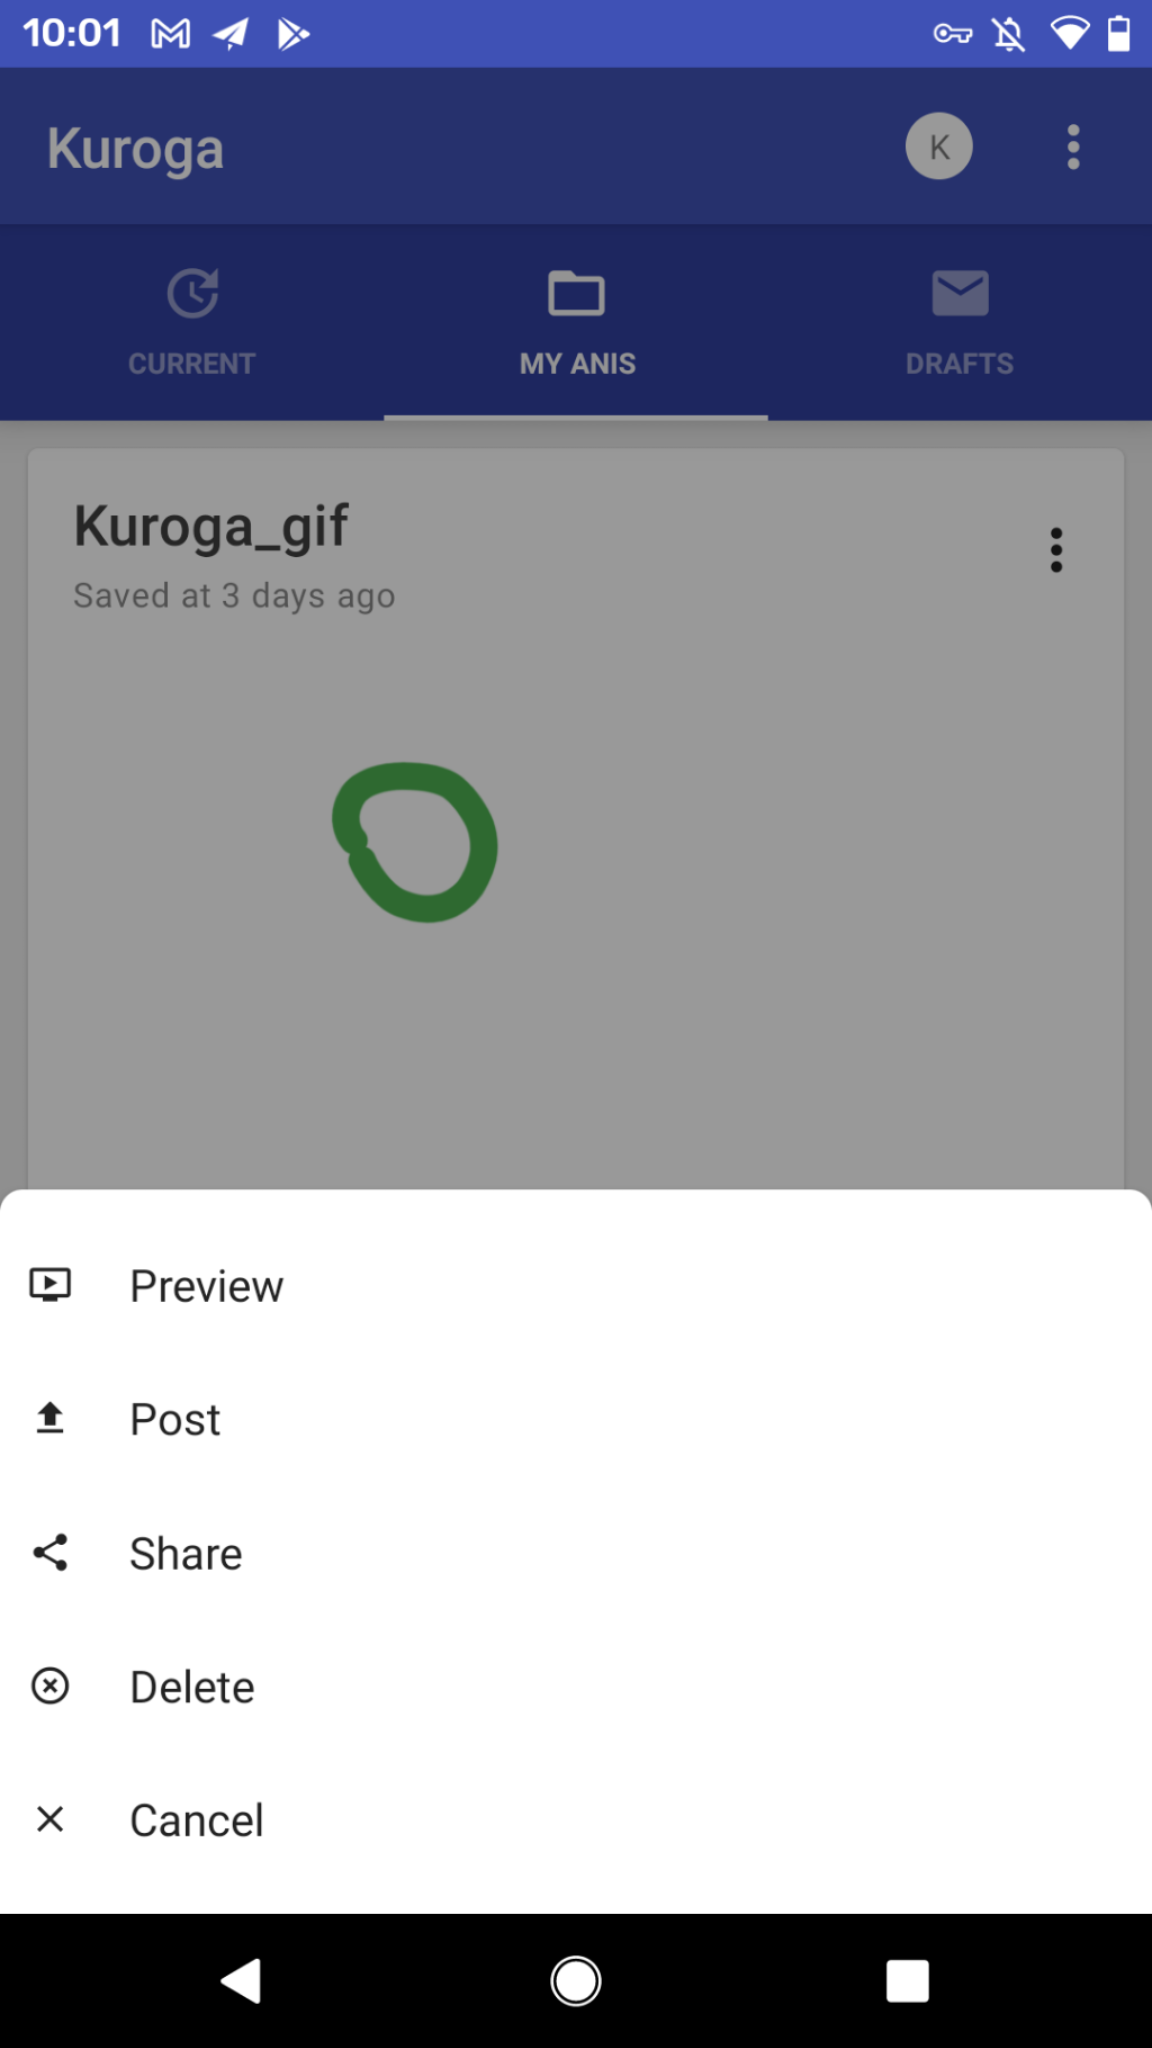 10:01
Kuroga
K
CURRENT
MY ANIS
DRAFTS
Kuroga_gif
Saved at 3 days ago
Preview
Post
Share
Delete
Cancel